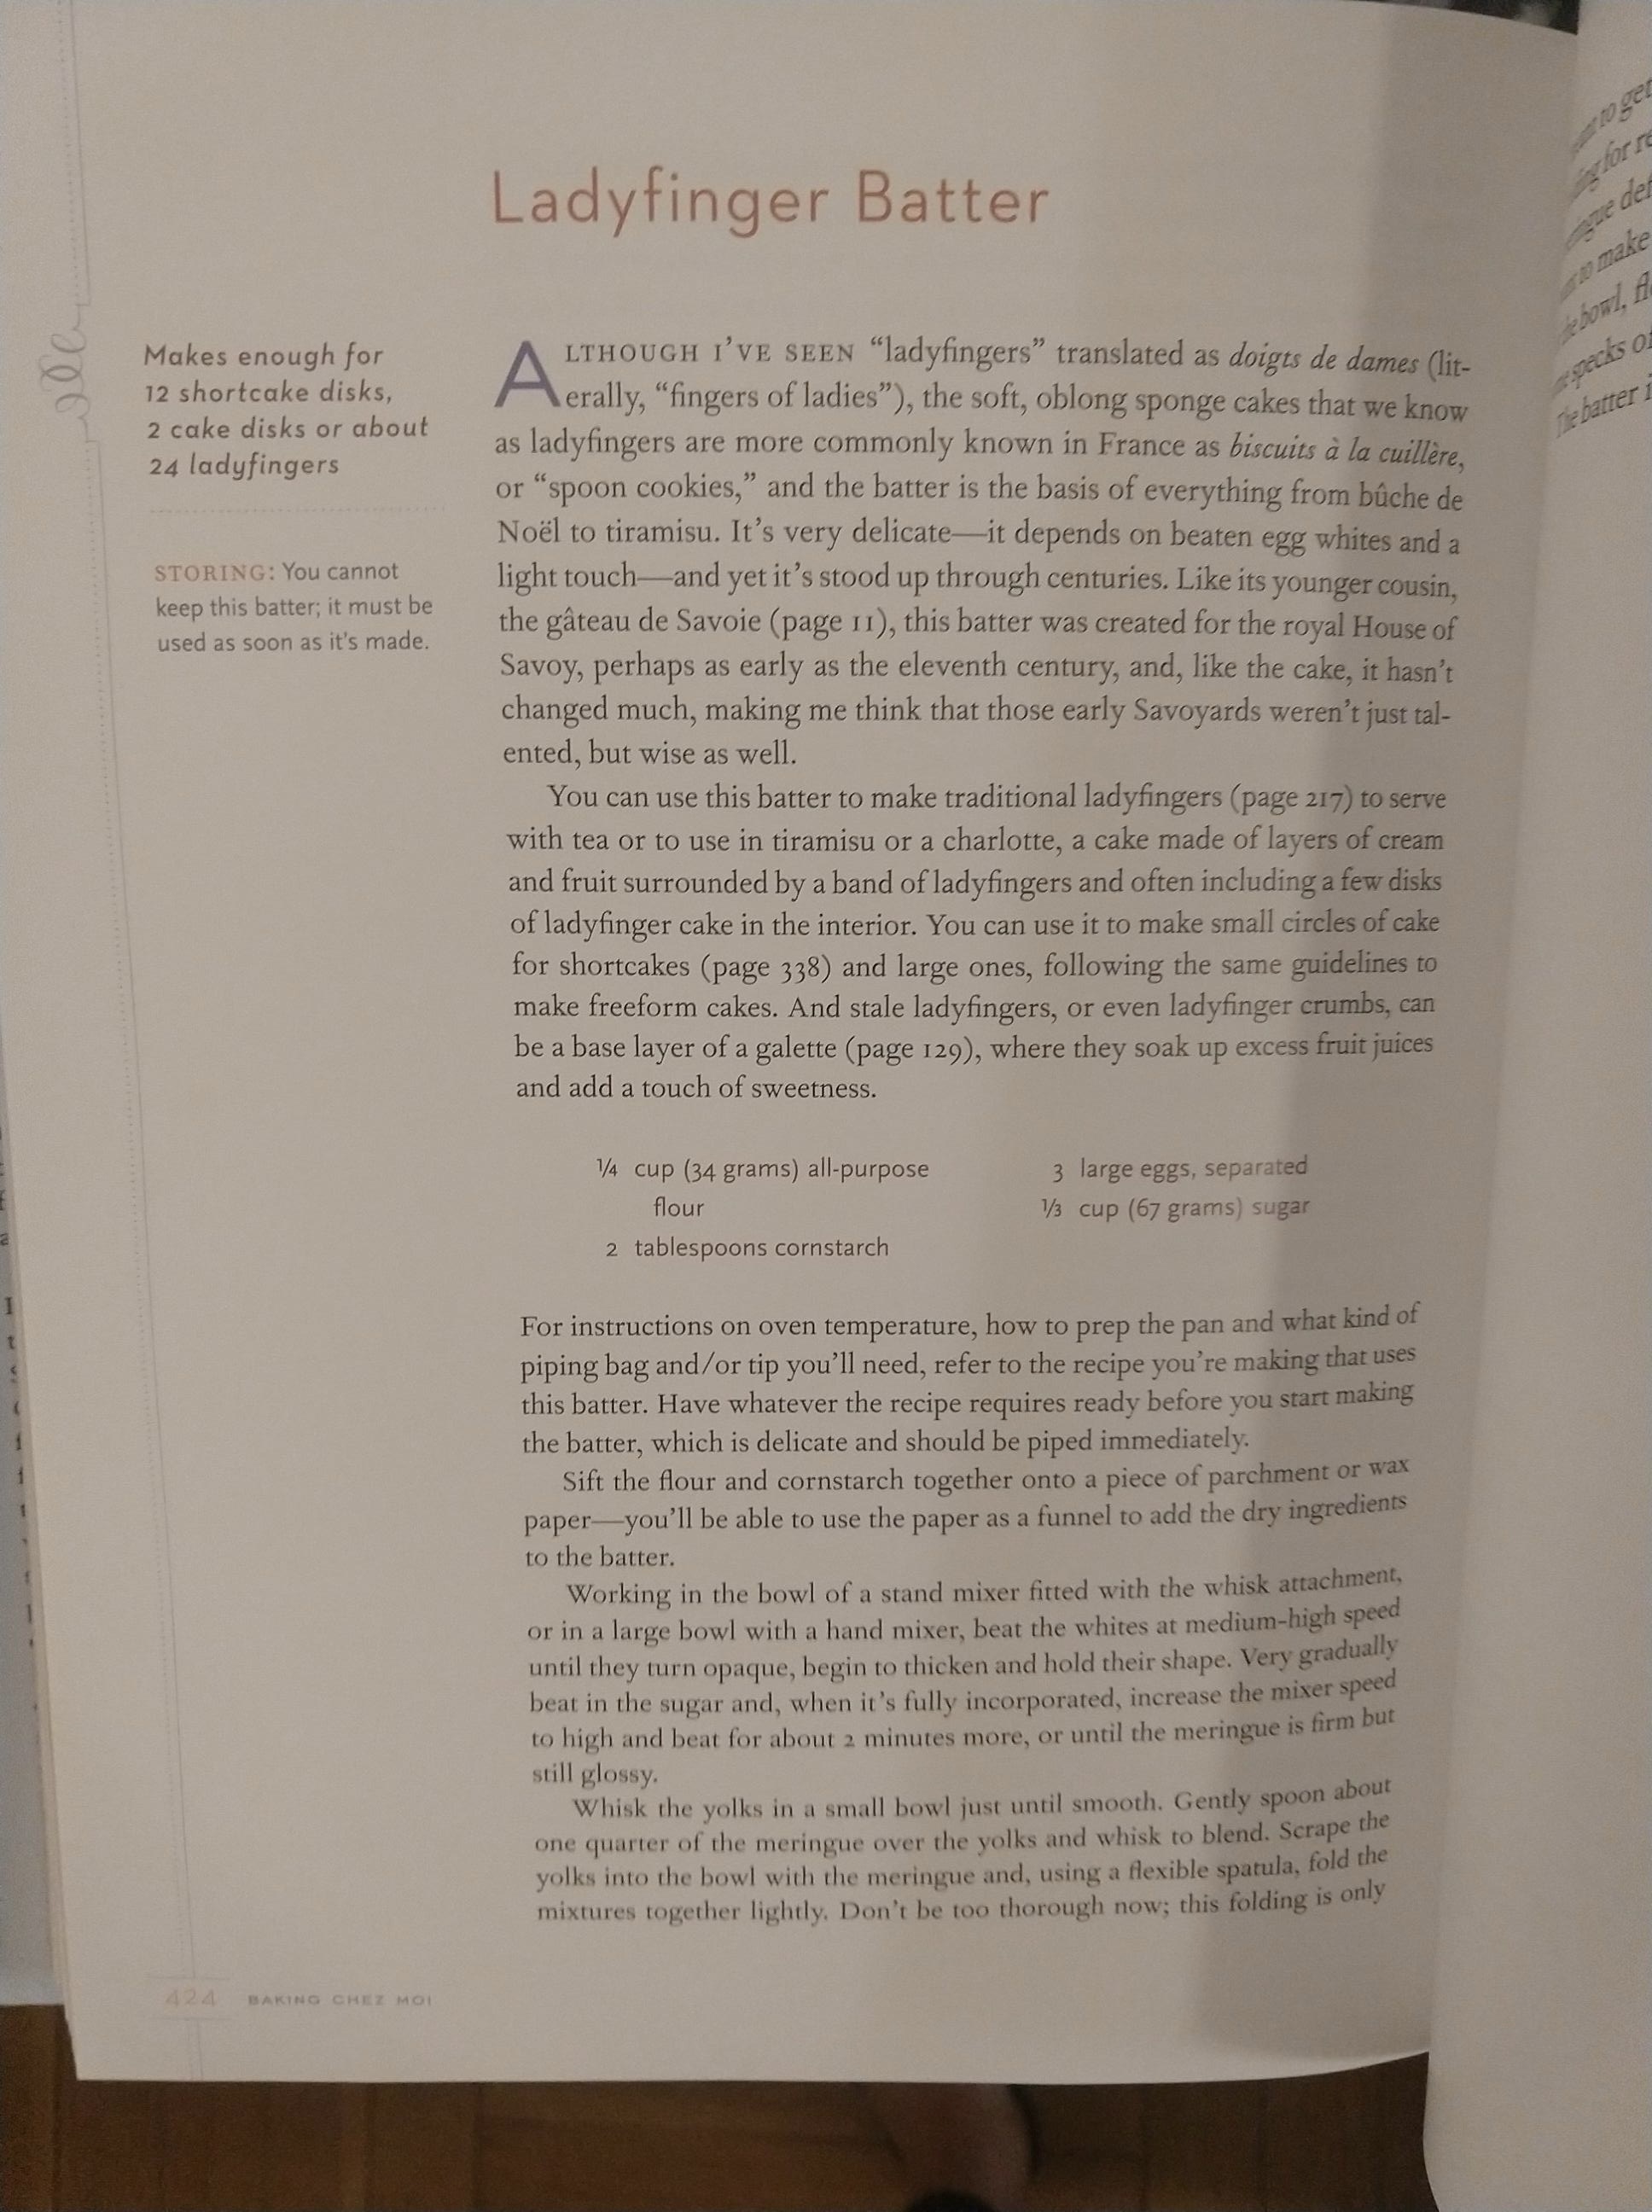 Ladyfinger Batter
Makes enough for
12 shortcake disks,
2 cake disks or about
24 ladyfingers
STORING: You cannot
keep this batter; it must be
used as soon as it's made.
ALTHOUGH I'VE SEEN “ladyfingers” translated as doigts de dames (lit-
erally, “fingers of ladies”), the soft, oblong sponge cakes that we know
as ladyfingers are more commonly known in France as biscuits à la cuillère,
or “spoon cookies,” and the batter is the basis of everything from bûche de
Noël to tiramisu. It's very delicate—it depends on beaten egg whites and a
light touch—and yet it's stood up through centuries. Like its younger cousin,
the gâteau de Savoie (page 11), this batter was created for the royal House of
Savoy, perhaps as early as the eleventh century, and, like the cake, it hasn't
changed much, making me think that those early Savoyards weren't just tal-
ented, but wise as well.
You can use this batter to make traditional ladyfingers (page 217) to serve
with tea or to use in tiramisu or a charlotte, a cake made of layers of cream
and fruit surrounded by a band of ladyfingers and often including a few disks
of ladyfinger cake in the interior. You can use it to make small circles of cake
for shortcakes (page 338) and large ones, following the same guidelines to
make freeform cakes. And stale ladyfingers, or even ladyfinger crumbs, can
be a base layer of a galette (page 129), where they soak up excess fruit juices
and add a touch of sweetness.
¼ cup (34 grams) all-purpose
flour
2 tablespoons cornstarch
3 large eggs, separated
⅓ cup (67 grams) sugar
For instructions on oven temperature, how to prep the pan and what kind of
piping bag and/or tip you'll need, refer to the recipe you're making that uses
this batter. Have whatever the recipe requires ready before you start making
the batter, which is delicate and should be piped immediately.
Sift the flour and cornstarch together onto a piece of parchment or wax
paper—you'll be able to use the paper as a funnel to add the dry ingredients
to the batter.
Working in the bowl of a stand mixer fitted with the whisk attachment,
or in a large bowl with a hand mixer, beat the whites at medium-high speed
until they turn opaque, begin to thicken and hold their shape. Very gradually
beat in the sugar and, when it's fully incorporated, increase the mixer speed
to high and beat for about 2 minutes more, or until the meringue is firm but
still glossy.
Whisk the yolks in a small bowl just until smooth. Gently spoon about
one quarter of the meringue over the yolks and whisk to blend. Scrape the
yolks into the bowl with the meringue and, using a flexible spatula, fold the
mixtures together lightly. Don't be too thorough now; this folding is only
424 BAKING CHEZ MOI
to get
for
to make
bowl,
specks
batter